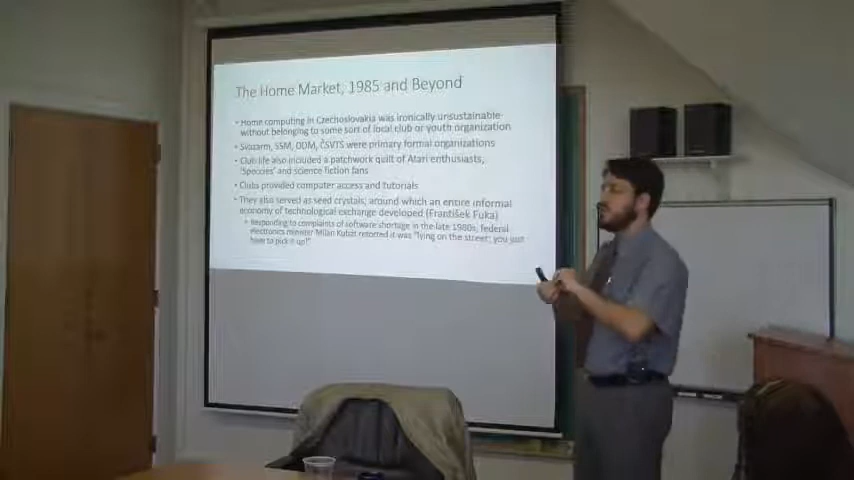 The Home Market, 1985 and Beyond
• Home computing in Czechoslovakia was ironically unsustainable
without belonging to some sort of local club or youth organization
• Svazarm, SSM, DDM, ČSVTS were primary formal organizations
• Club life also included a patchwork quilt of Atari enthusiasts,
'Speccies' and science fiction fans
• Clubs provided computer access and tutorials
• They also served as seed crystals, around which an entire informal
economy of technological exchange developed (František Fuka)
• Responding to complaints of software shortage in the late 1980s, federal
electronics minister Milan Kubát retorted it was "lying on the street; you just
have to pick it up!"